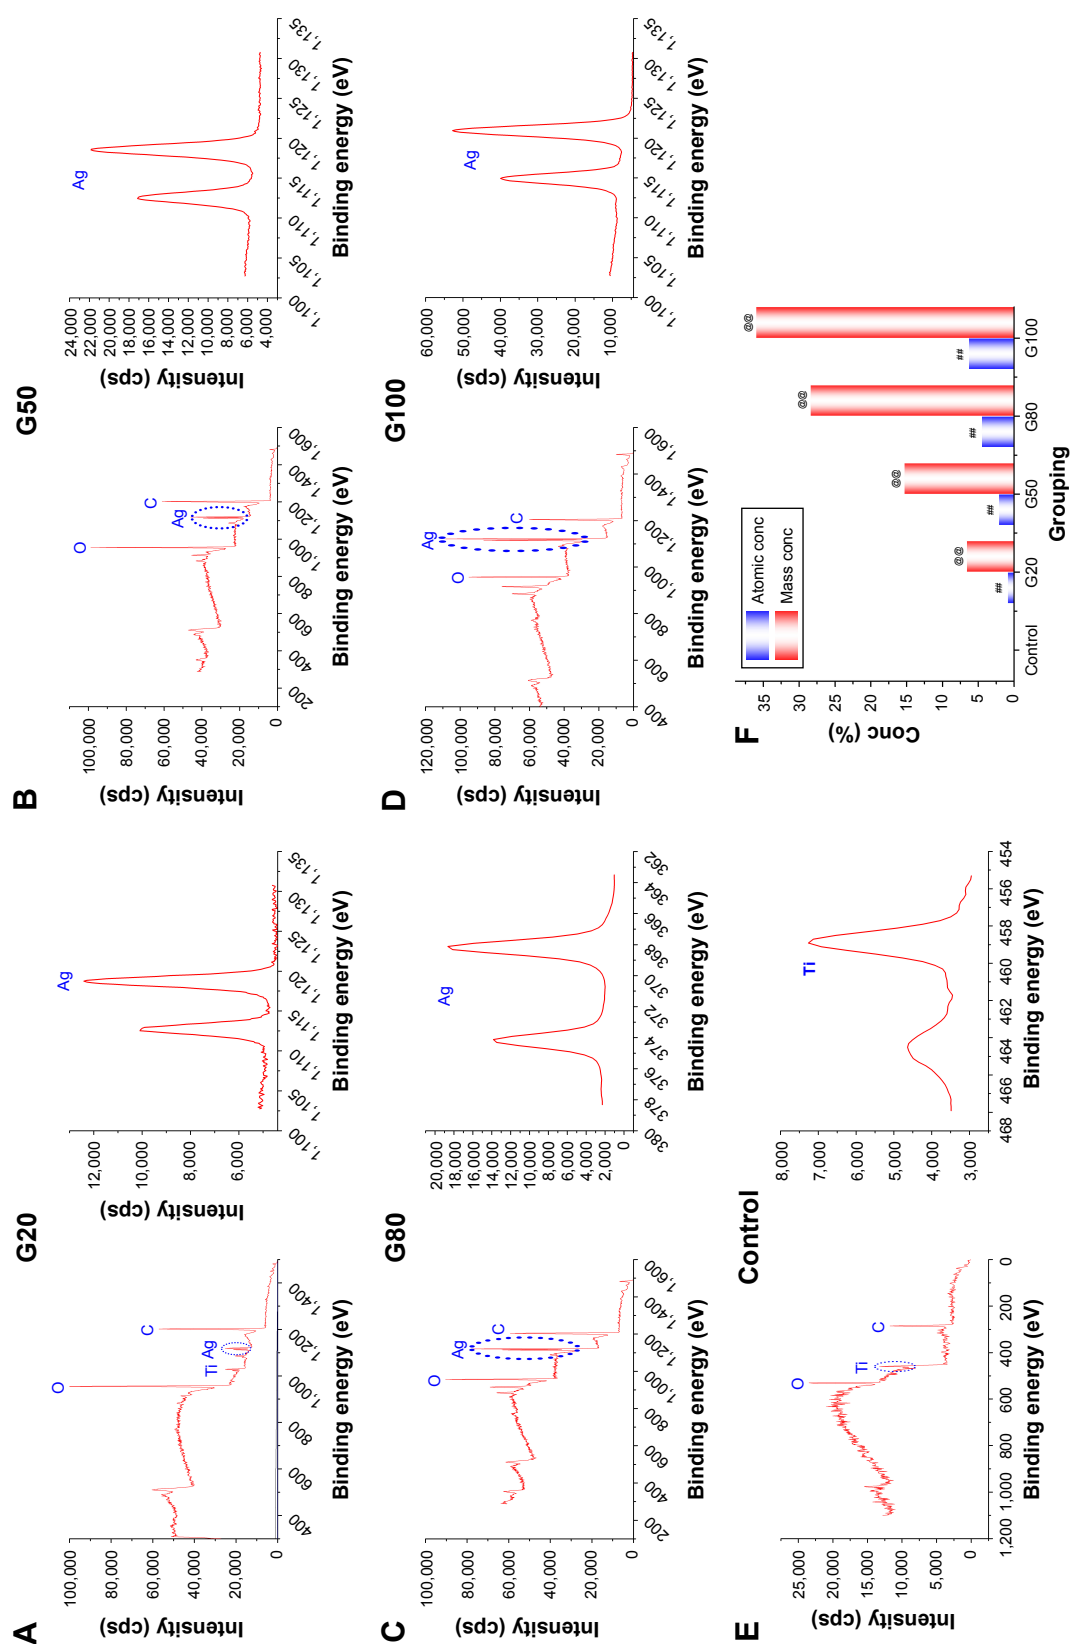 A
G20
Intensity (cps)
100,000
80,000
60,000
40,000
20,000
0
O
Ti
Ag
C
400
600
800
1,000
1,200
1,400
Binding energy (eV)
Intensity (cps)
12,000
10,000
8,000
6,000
Ag
1,100
1,105
1,110
1,115
1,120
1,125
1,130
1,135
Binding energy (eV)
B
G50
Intensity (cps)
100,000
80,000
60,000
40,000
20,000
0
O
Ag
C
200
400
600
800
1,000
1,200
1,400
1,600
Binding energy (eV)
Intensity (cps)
24,000
22,000
20,000
18,000
16,000
14,000
12,000
10,000
8,000
6,000
4,000
Ag
1,100
1,105
1,110
1,115
1,120
1,125
1,130
1,135
Binding energy (eV)
C
G80
Intensity (cps)
100,000
80,000
60,000
40,000
20,000
0
O
Ag
C
200
400
600
800
1,000
1,200
1,400
1,600
Binding energy (eV)
Intensity (cps)
20,000
18,000
16,000
14,000
12,000
10,000
8,000
6,000
4,000
2,000
0
Ag
380
378
376
374
372
370
368
366
364
362
Binding energy (eV)
D
G100
Intensity (cps)
120,000
100,000
80,000
60,000
40,000
20,000
0
O
Ag
C
400
600
800
1,000
1,200
1,400
1,600
Binding energy (eV)
Intensity (cps)
60,000
50,000
40,000
30,000
20,000
10,000
Ag
1,100
1,105
1,110
1,115
1,120
1,125
1,130
1,135
Binding energy (eV)
E
Control
Intensity (cps)
25,000
20,000
15,000
10,000
5,000
0
O
Ti
C
1,200
1,000
800
600
400
200
0
Binding energy (eV)
Intensity (cps)
8,000
7,000
6,000
5,000
4,000
3,000
Ti
468
466
464
462
460
458
456
454
Binding energy (eV)
F
Conc (%)
35
30
25
20
15
10
5
0
Atomic conc
Mass conc
##
@@
##
@@
##
@@
##
@@
Control
G20
G50
G80
G100
Grouping